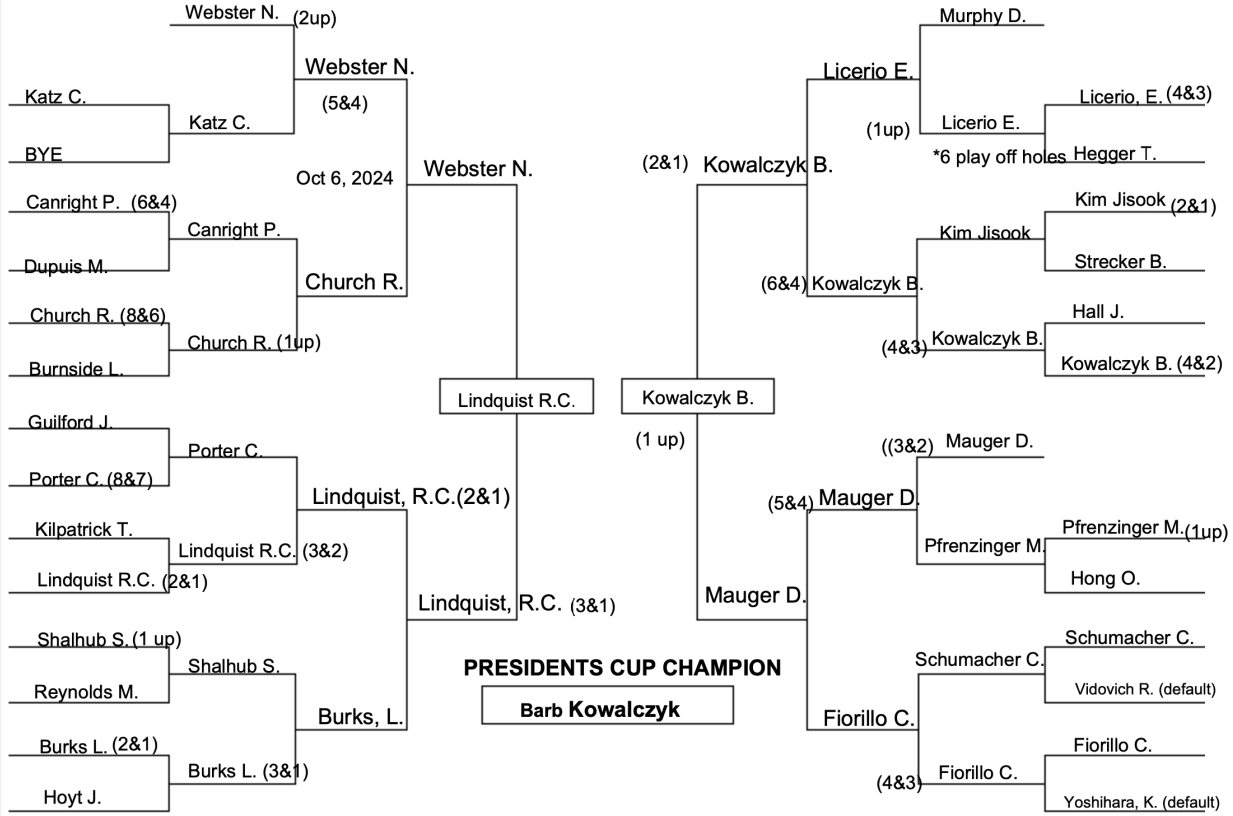 Webster N. (2up)
Katz C.
BYE
Katz C.
Webster N.
(5&4)
Canright P. (6&4)
Dupuis M.
Canright P.
Church R. (8&6)
Burnside L.
Church R. (1up)
Church R.
Oct 6, 2024
Webster N.
Guilford J.
Porter C. (8&7)
Porter C.
Kilpatrick T.
Lindquist R.C. (2&1)
Lindquist R.C. (3&2)
Lindquist, R.C.(2&1)
Shalhub S. (1 up)
Reynolds M.
Shalhub S.
Burks L. (2&1)
Hoyt J.
Burks L. (3&1)
Burks, L.
Lindquist, R.C. (3&1)
Lindquist R.C.
Kowalczyk B.
(1 up)
PRESIDENTS CUP CHAMPION
Barb Kowalczyk
Murphy D.
Licerio E.
Licerio, E. (4&3)
(1up)
Licerio E.
*6 play off holes
Hegger T.
(2&1) Kowalczyk B.
Kim Jisook (2&1)
Kim Jisook
Strecker B.
(6&4) Kowalczyk B.
Hall J.
(4&3) Kowalczyk B.
Kowalczyk B. (4&2)
((3&2) Mauger D.
(5&4) Mauger D.
Pfrenzinger M. (1up)
Pfrenzinger M.
Hong O.
Mauger D.
Schumacher C.
Schumacher C.
Vidovich R. (default)
Fiorillo C.
Fiorillo C.
(4&3) Fiorillo C.
Yoshihara, K. (default)